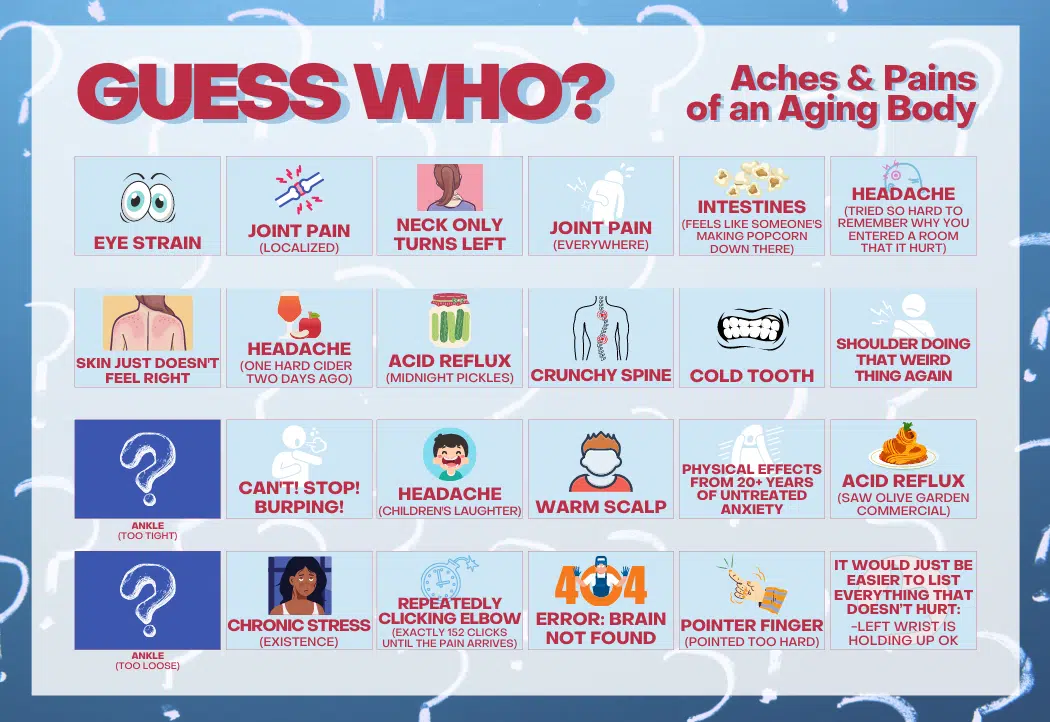 GUESS WHO?
Aches & Pains
of an Aging Body
EYE STRAIN
JOINT PAIN
(LOCALIZED)
NECK ONLY
TURNS LEFT
JOINT PAIN
(EVERYWHERE)
INTESTINES
(FEELS LIKE SOMEONE'S
MAKING POPCORN
DOWN THERE)
HEADACHE
(TRIED SO HARD TO
REMEMBER WHY YOU
ENTERED A ROOM
THAT IT HURT)
SKIN JUST DOESN'T
FEEL RIGHT
HEADACHE
(ONE HARD CIDER
TWO DAYS AGO)
ACID REFLUX
(MIDNIGHT PICKLES)
CRUNCHY SPINE
COLD TOOTH
SHOULDER DOING
THAT WEIRD
THING AGAIN
?
ANKLE
(TOO TIGHT)
CAN'T! STOP!
BURPING!
HEADACHE
(CHILDREN'S LAUGHTER)
WARM SCALP
PHYSICAL EFFECTS
FROM 20+ YEARS
OF UNTREATED
ANXIETY
ACID REFLUX
(SAW OLIVE GARDEN
COMMERCIAL)
?
ANKLE
(TOO LOOSE)
CHRONIC STRESS
(EXISTENCE)
REPEATEDLY
CLICKING ELBOW
(EXACTLY 152 CLICKS
UNTIL THE PAIN ARRIVES)
404
ERROR: BRAIN
NOT FOUND
POINTER FINGER
(POINTED TOO HARD)
IT WOULD JUST BE
EASIER TO LIST
EVERYTHING THAT
DOESN'T HURT:
-LEFT WRIST IS
HOLDING UP OK